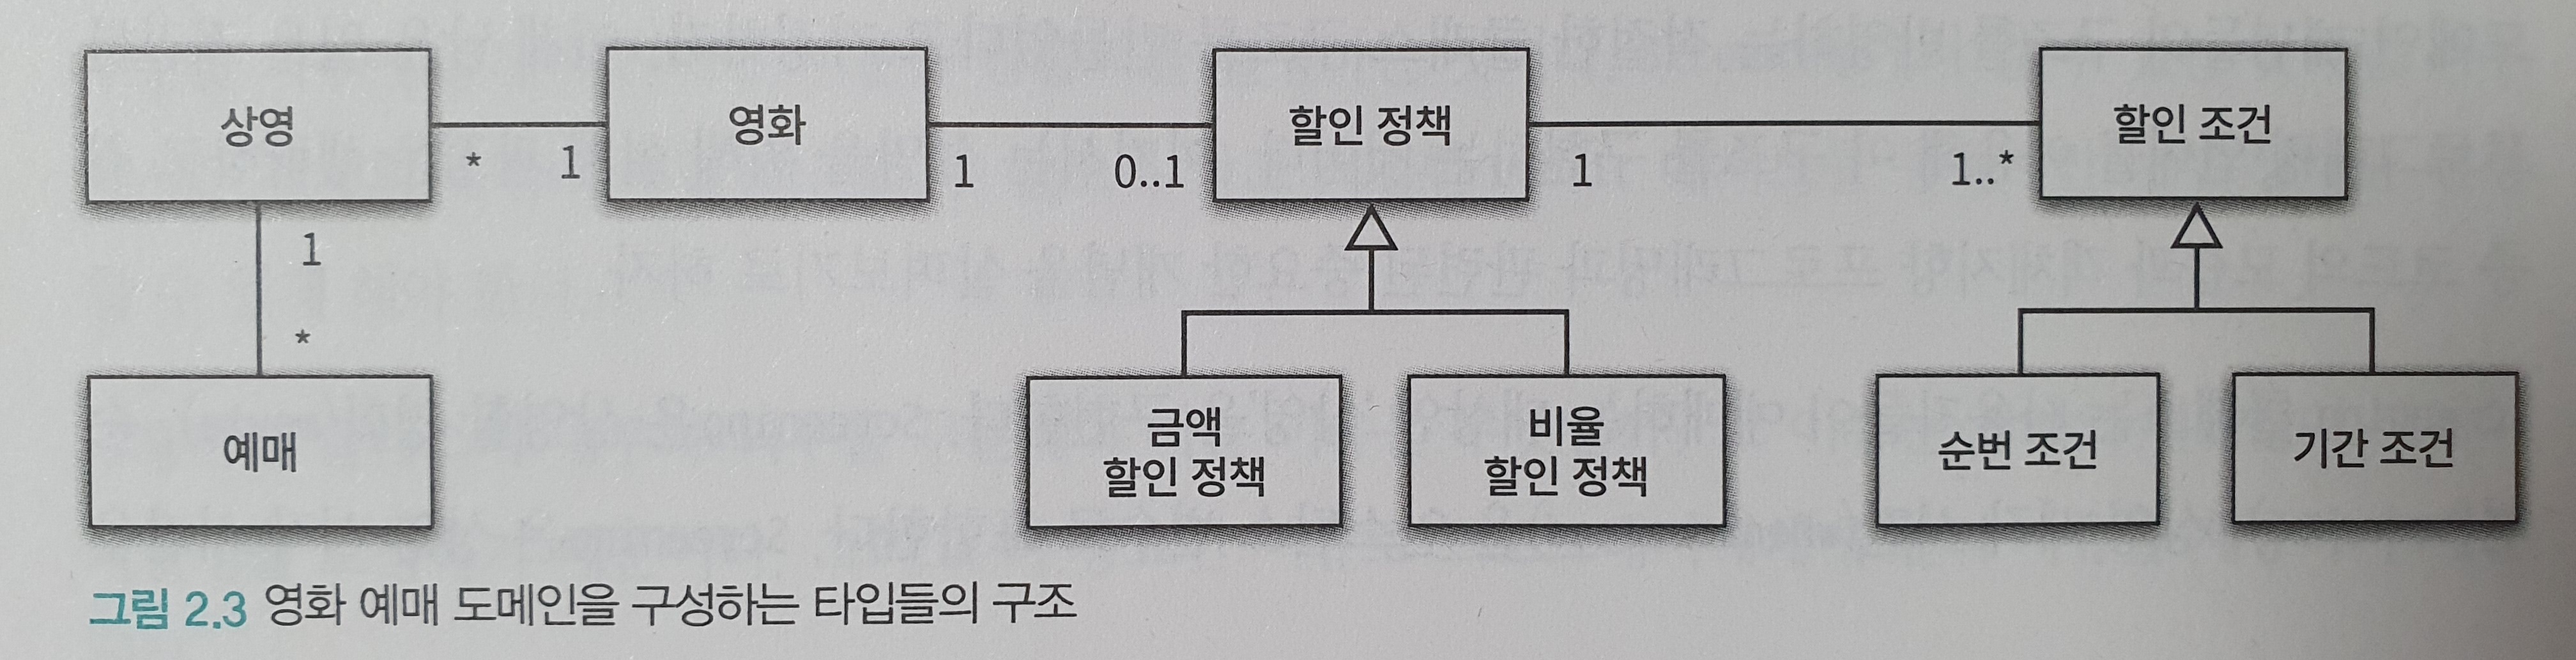 상영
영화
할인 정책
할인 조건
* 1
1 0..1
1 1..*
1
*
예매
금액
할인 정책
비율
할인 정책
순번 조건
기간 조건
그림 2.3 영화 예매 도메인을 구성하는 타입들의 구조